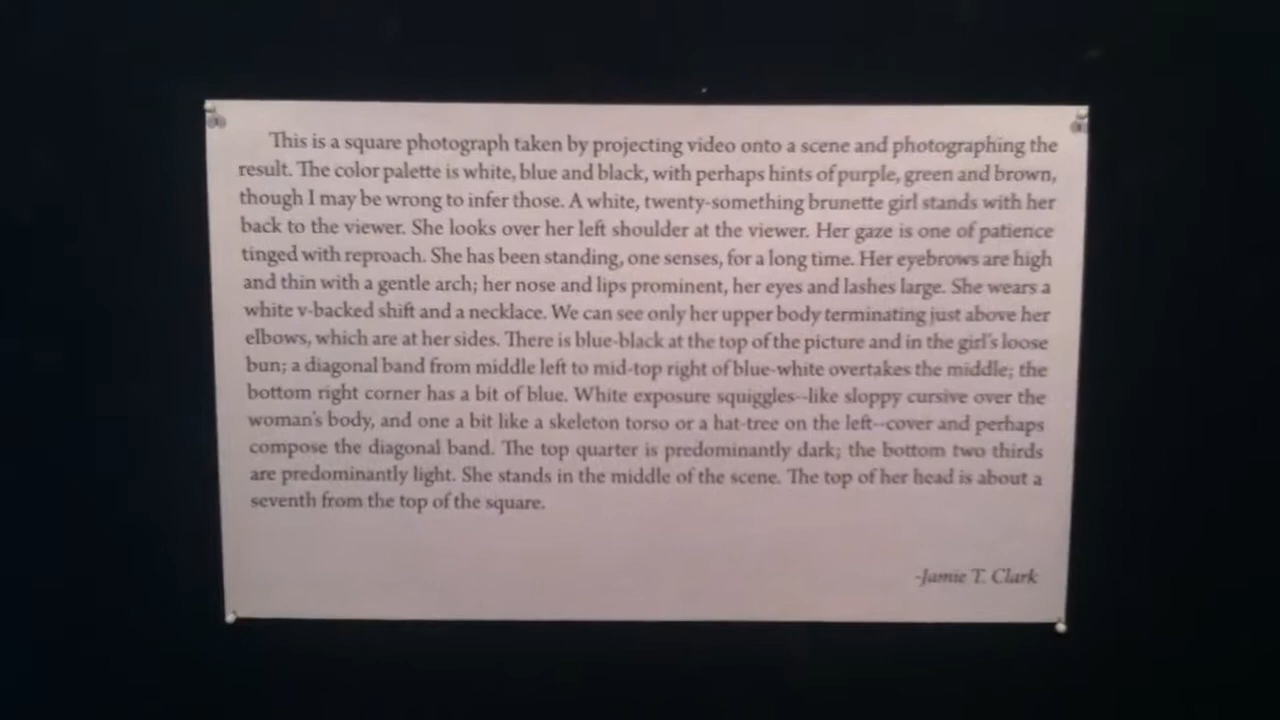 This is a square photograph taken by projecting video onto a scene and photographing the
result. The color palette is white, blue and black, with perhaps hints of purple, green and brown,
though I may be wrong to infer those. A white, twenty-something brunette girl stands with her
back to the viewer. She looks over her left shoulder at the viewer. Her gaze is one of patience
tinged with reproach. She has been standing, one senses, for a long time. Her eyebrows are high
and thin with a gentle arch; her nose and lips prominent, her eyes and lashes large. She wears a
white v-backed shift and a necklace. We can see only her upper body terminating just above her
elbows, which are at her sides. There is blue-black at the top of the picture and in the girl's loose
bun; a diagonal band from middle left to mid-top right of blue-white overtakes the middle; the
bottom right corner has a bit of blue. White exposure squiggles--like sloppy cursive over the
woman's body, and one a bit like a skeleton torso or a hat-tree on the left--cover and perhaps
compose the diagonal band. The top quarter is predominantly dark; the bottom two thirds
are predominantly light. She stands in the middle of the scene. The top of her head is about a
seventh from the top of the square.
-Jamie T. Clark